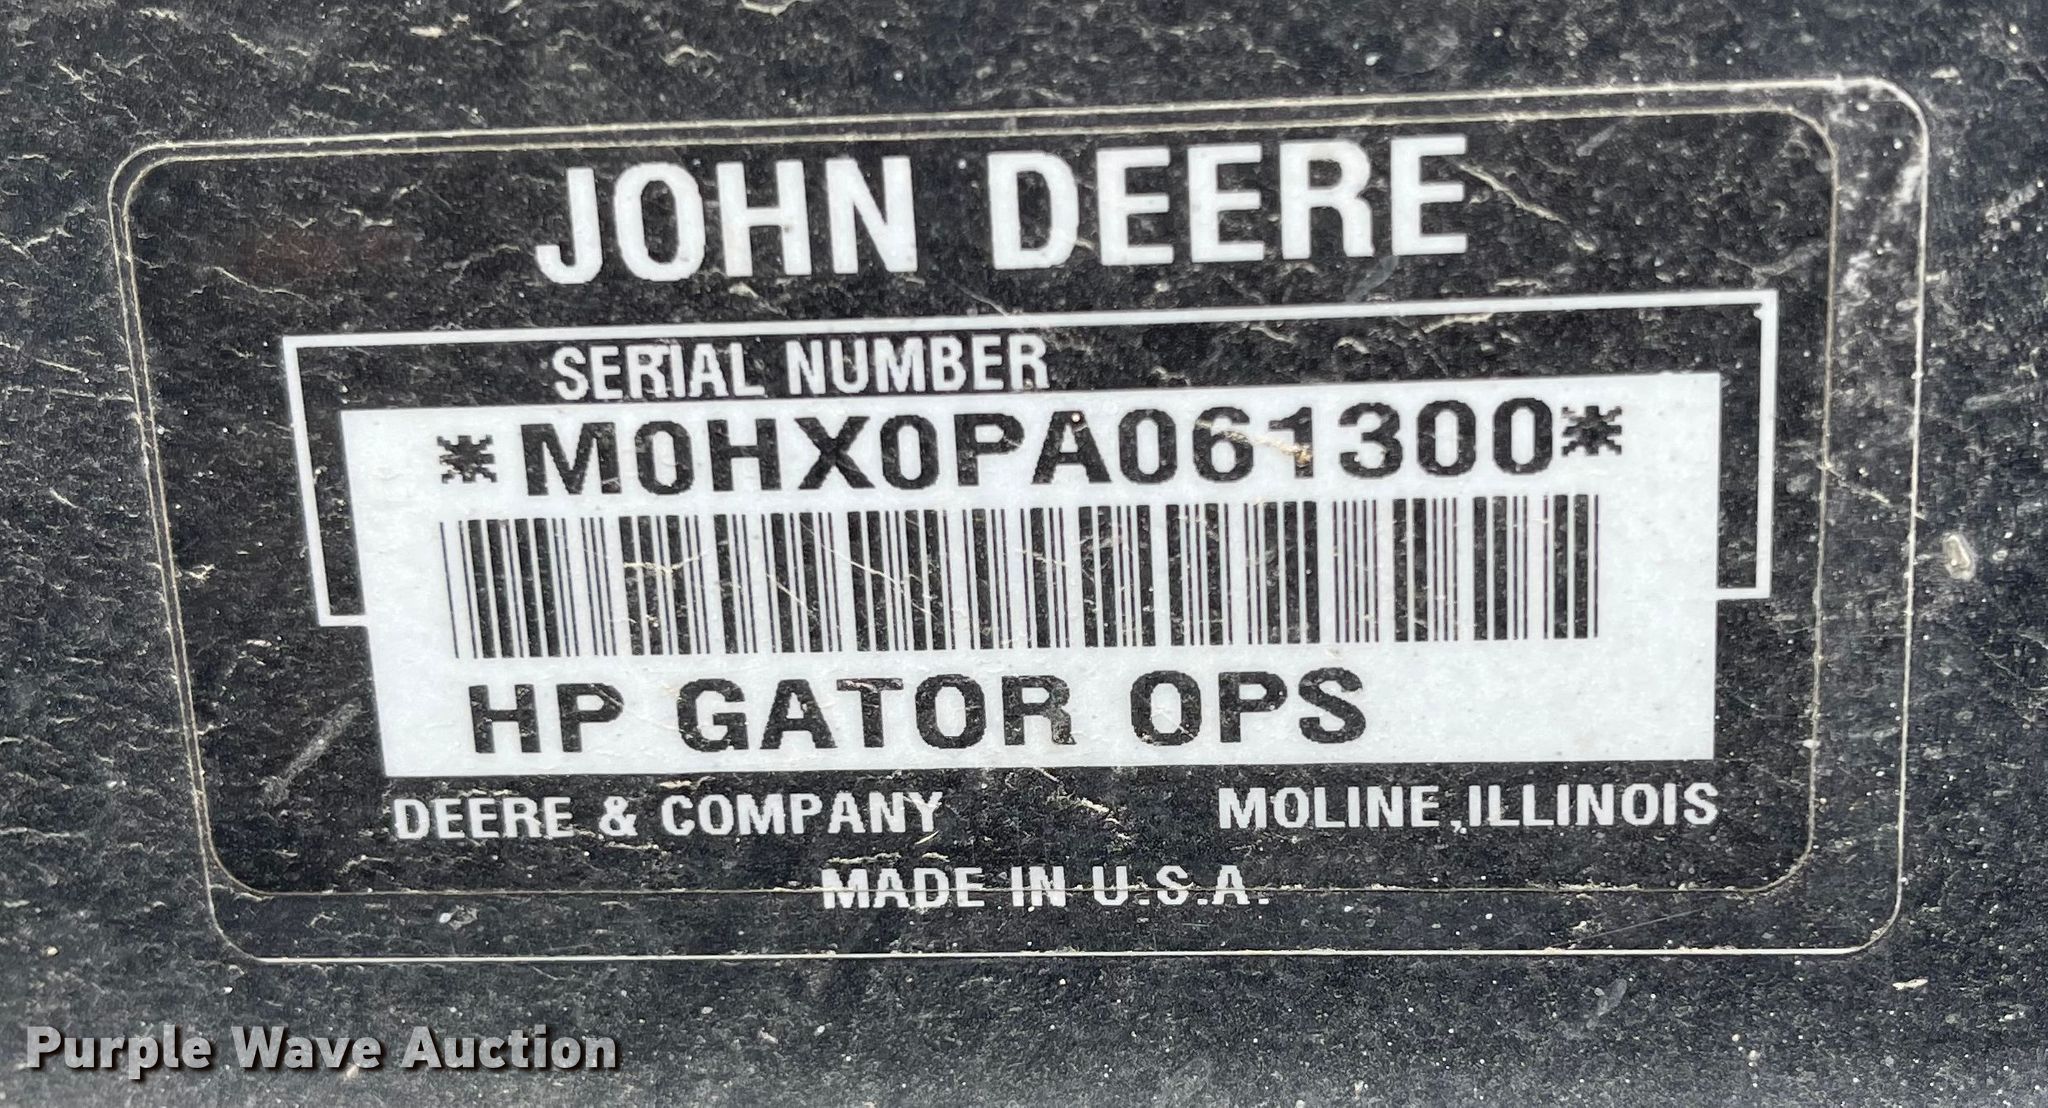 JOHN DEERE
SERIAL NUMBER
*M0HX0PA061300*
HP GATOR OPS
DEERE & COMPANY MOLINE,ILLINOIS
MADE IN U.S.A.
Purple Wave Auction